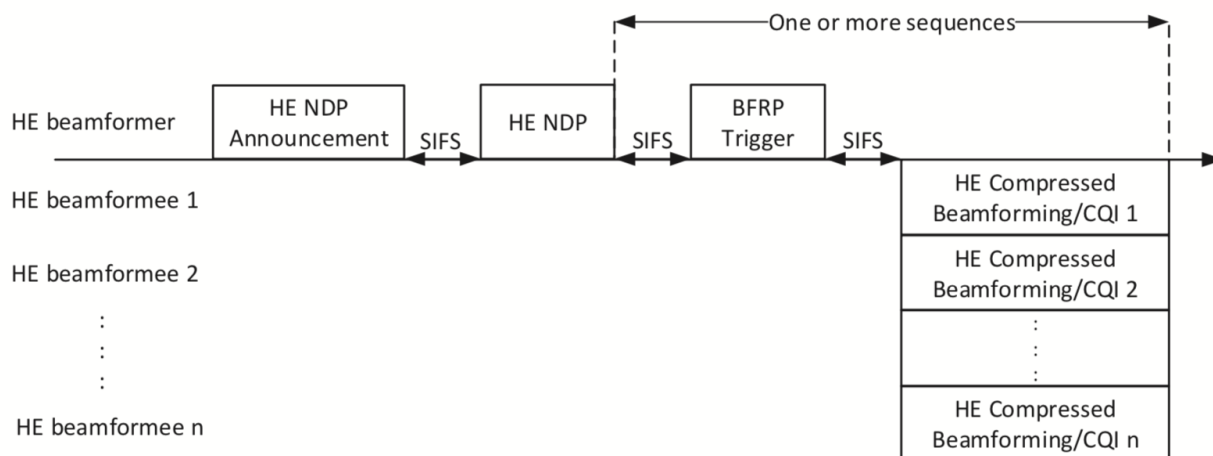 One or more sequences
HE beamformer
HE NDP
Announcement
SIFS
HE NDP
SIFS
BFRP
Trigger
SIFS
HE beamformee 1
HE Compressed
Beamforming/CQI 1
HE beamformee 2
HE Compressed
Beamforming/CQI 2
:
:
:
:
:
:
HE beamformee n
HE Compressed
Beamforming/CQI n